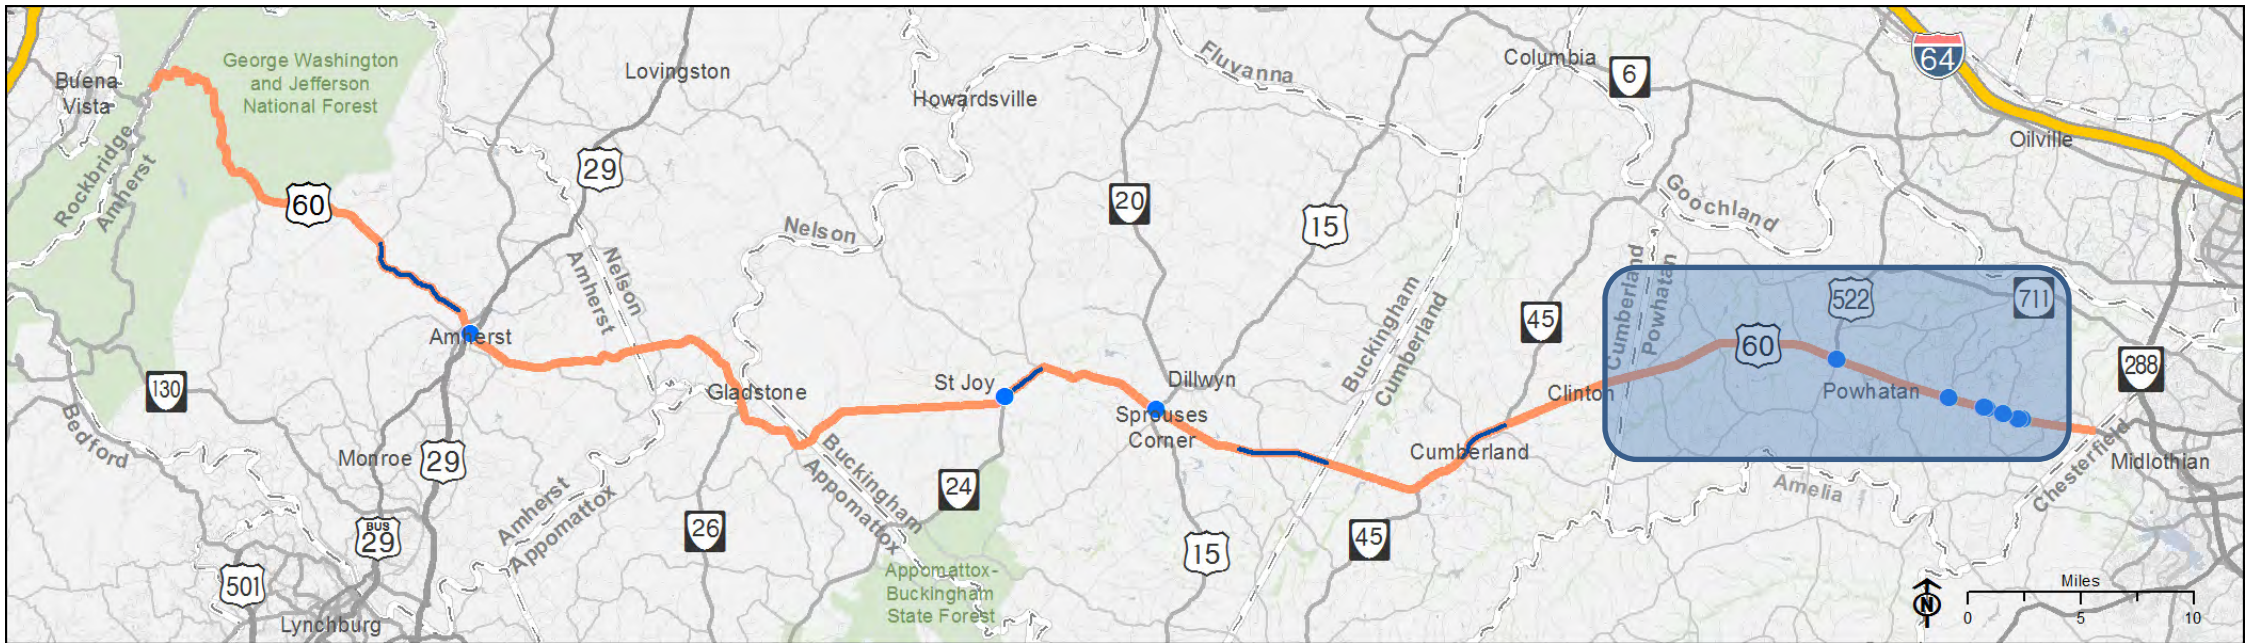 George Washington
and Jefferson
National Forest
Buena
Vista
Lovingston
Howardsville
Fluvanna
Columbia
6
64
Oilville
Rockbridge
Amherst
60
29
Nelson
20
15
Goochland
Nelson
Amherst
Amherst
Buckingham
Cumberland
45
Cumberland
Powhatan
522
711
60
288
130
Gladstone
St Joy
Dillwyn
Sprouses
Corner
Clinton
Powhatan
Bedford
Monroe
29
Buckingham
Appomattox
Cumberland
Chesterfield
Midlothian
Amherst
Appomattox
24
26
15
45
Amelia
BUS
29
501
Lynchburg
Appomattox-
Buckingham
State Forest
N
Miles
0 5 10